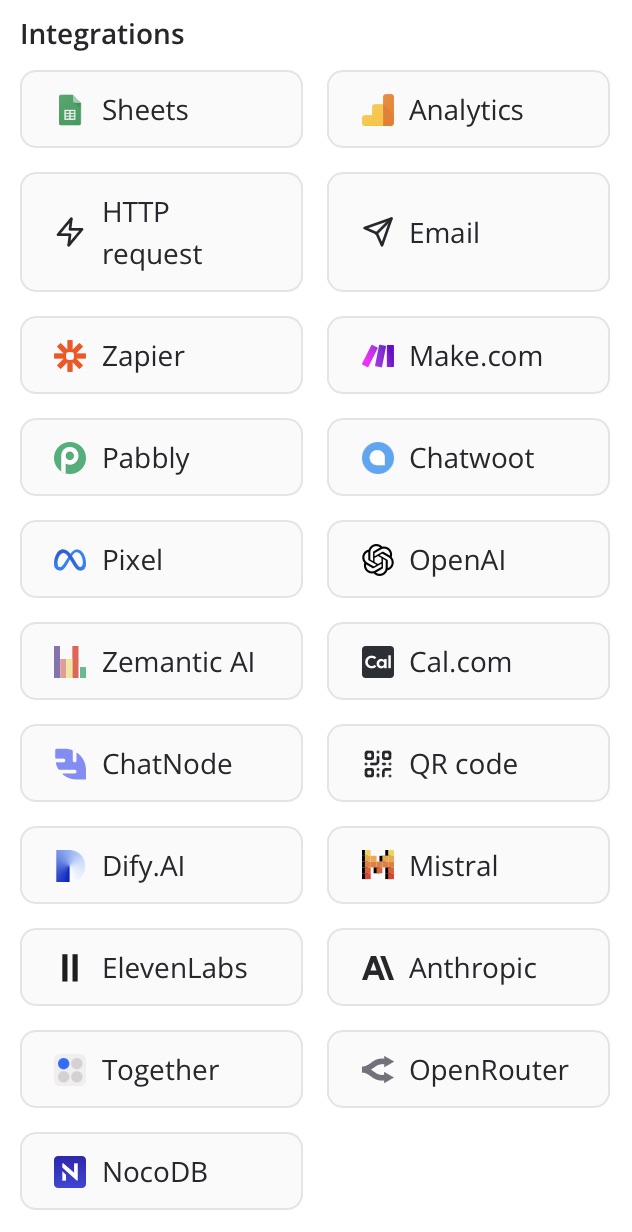 Integrations
Sheets
Analytics
HTTP
request
Email
Zapier
Make.com
Pabbly
Chatwoot
Pixel
OpenAI
Zemantic AI
Cal
Cal.com
ChatNode
QR code
Dify.AI
Mistral
ElevenLabs
Anthropic
Together
OpenRouter
NocoDB